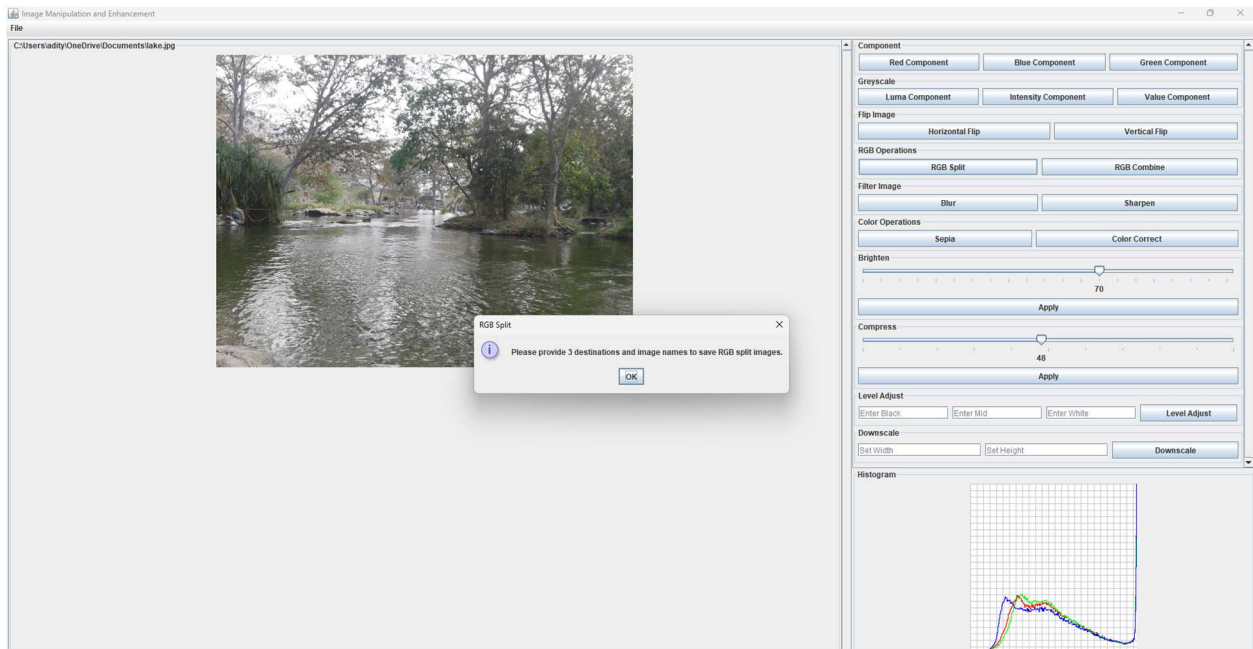 Image Manipulation and Enhancement
File
C:\Users\adity\OneDrive\Documents\lake.jpg
Component
Red Component Blue Component Green Component
Greyscale
Luma Component Intensity Component Value Component
Flip Image
Horizontal Flip Vertical Flip
RGB Operations
RGB Split RGB Combine
Filter Image
Blur Sharpen
Color Operations
Sepia Color Correct
Brighten
70
Apply
Compress
48
Apply
Level Adjust
Enter Black Enter Mid Enter White Level Adjust
Downscale
Set Width Set Height Downscale
Histogram
RGB Split
Please provide 3 destinations and image names to save RGB split images.
OK